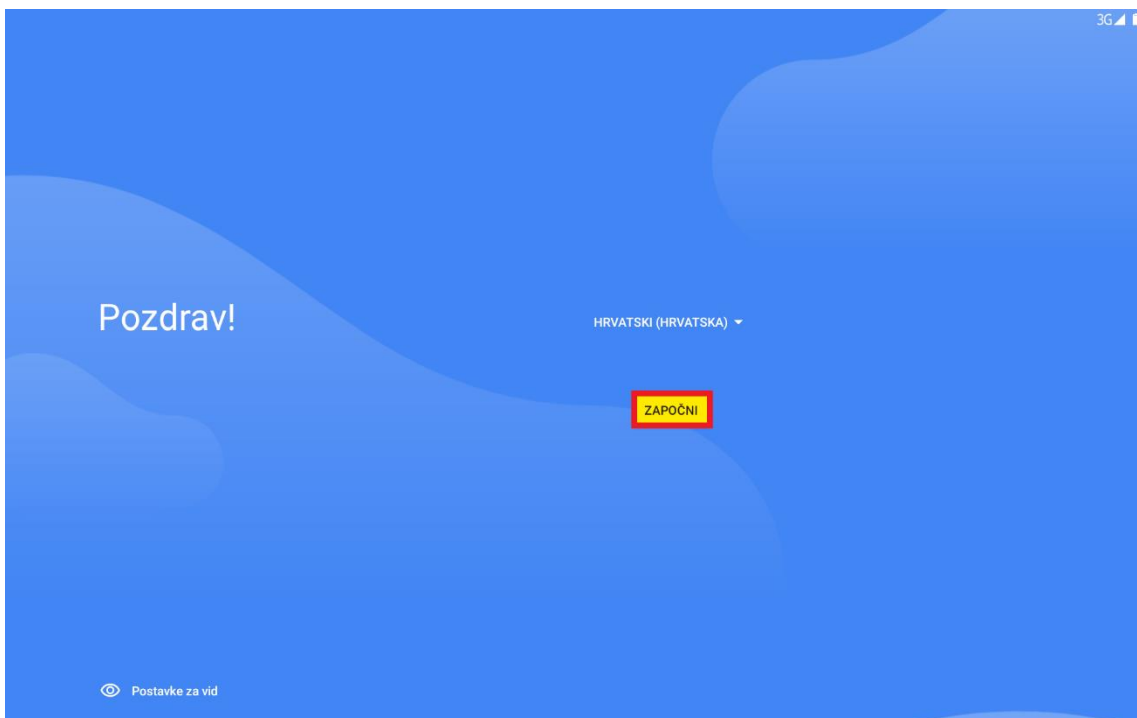 3G
Pozdrav!
HRVATSKI (HRVATSKA)
ZAPOČNI
Postavke za vid